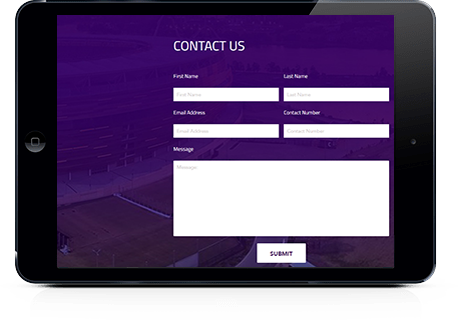 CONTACT US
First Name Last Name
First Name Last Name
Email Address Contact Number
Email Address Contact Number
Message
Message
SUBMIT